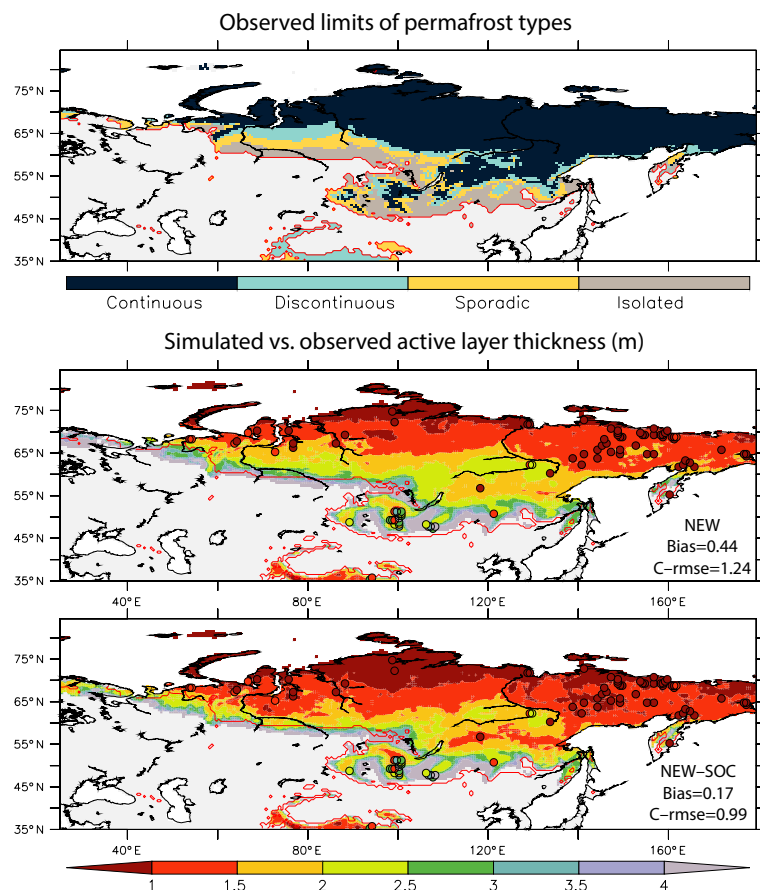 Observed limits of permafrost types
75°N
65°N
55°N
45°N
35°N
Continuous Discontinuous Sporadic Isolated
Simulated vs. observed active layer thickness (m)
75°N
65°N
55°N
45°N
35°N
NEW
Bias=0.44
C-rmse=1.24
40°E 80°E 120°E 160°E
75°N
65°N
55°N
45°N
35°N
NEW-SOC
Bias=0.17
C-rmse=0.99
40°E 80°E 120°E 160°E
1 1.5 2 2.5 3 3.5 4